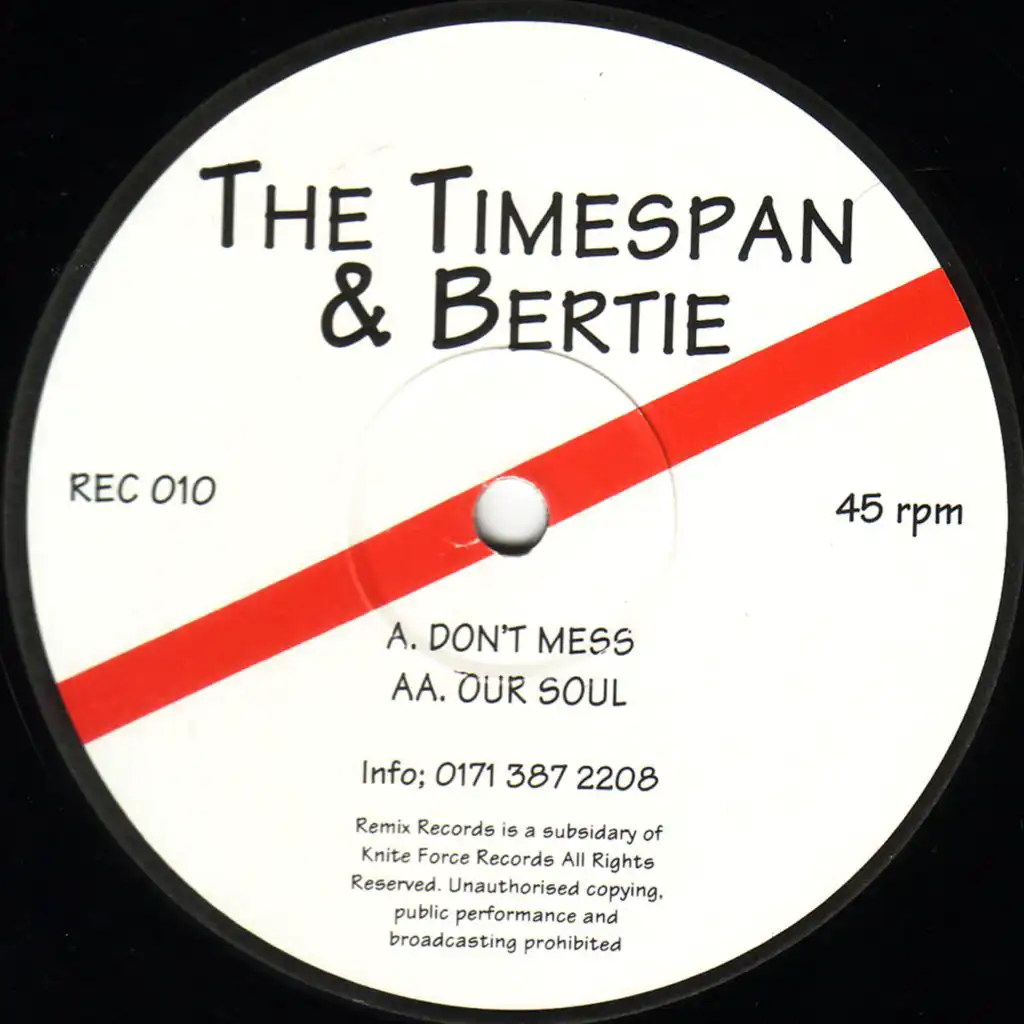 THE TIMESPAN
& BERTIE
REC 010
45 rpm
A. DON'T MESS
AA. OUR SOUL
Info; 0171 387 2208
Remix Records is a subsidary of
Knite Force Records All Rights
Reserved. Unauthorised copying,
public performance and
broadcasting prohibited